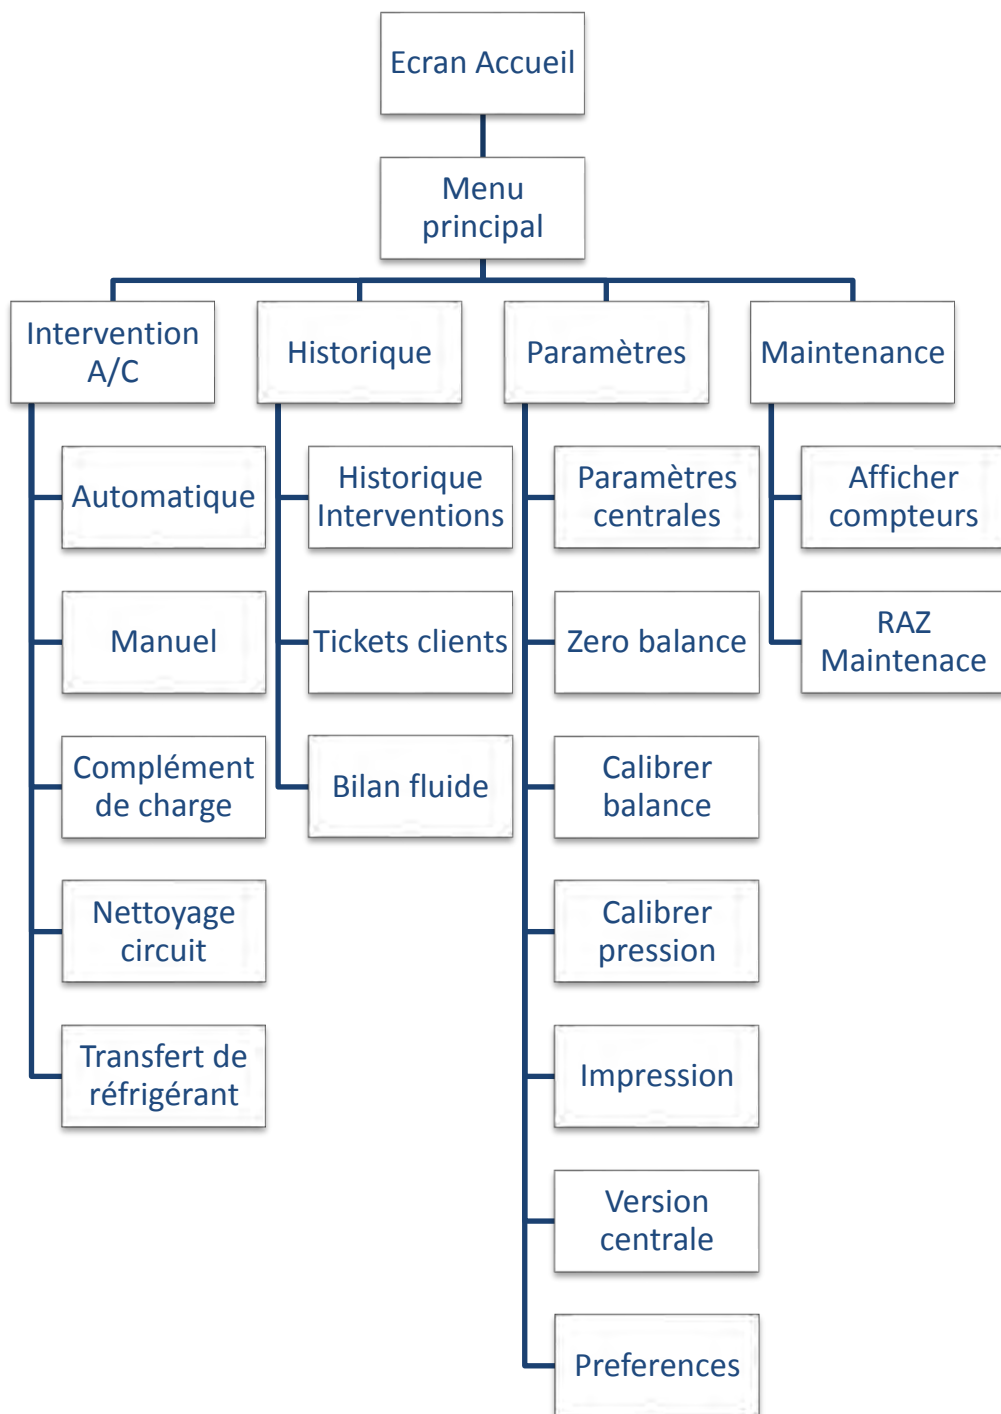 Ecran Accueil
Menu
principal
Intervention
A/C
Historique
Paramètres
Maintenance
Automatique
Manuel
Complément
de charge
Nettoyage
circuit
Transfert de
réfrigérant
Historique
Interventions
Tickets clients
Bilan fluide
Paramètres
centrales
Zero balance
Calibrer
balance
Calibrer
pression
Impression
Version
centrale
Preferences
Afficher
compteurs
RAZ
Maintenace